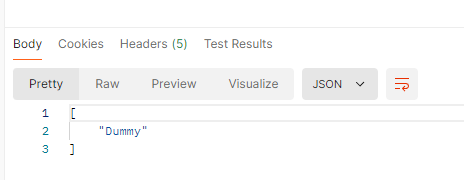 Body Cookies Headers (5) Test Results
Pretty Raw Preview Visualize JSON
1 [
2 "Dummy"
3 ]